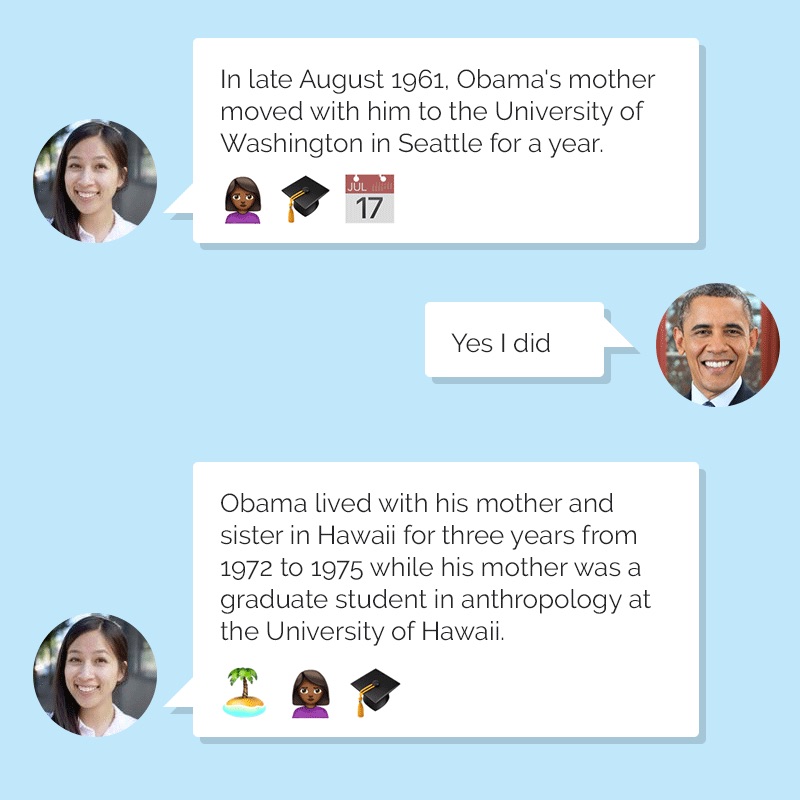 In late August 1961, Obama's mother
moved with him to the University of
Washington in Seattle for a year.
JUL
17
Yes I did
Obama lived with his mother and
sister in Hawaii for three years from
1972 to 1975 while his mother was a
graduate student in anthropology at
the University of Hawaii.